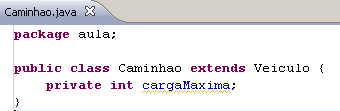 Caminhao.java
package aula;
public class Caminhao extends Veiculo {
private int cargaMaxima;
}